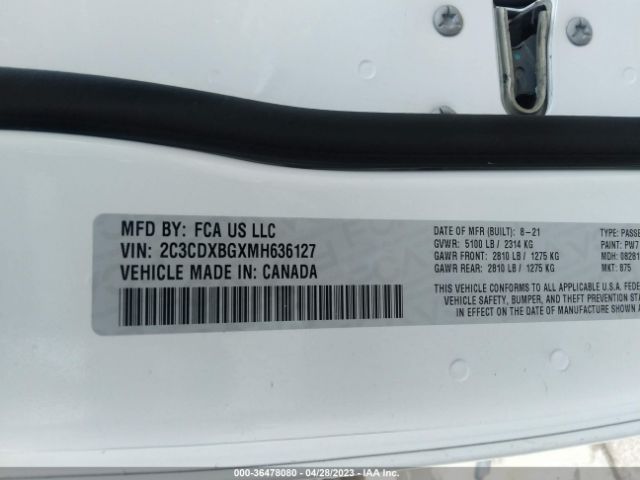 MFD BY: FCA US LLC
VIN: 2C3CDXBGXMH636127
VEHICLE MADE IN: CANADA
DATE OF MFR (BUILT): 8-21
GVWR: 5100 LB / 2314 KG
GAWR FRONT: 2810 LB / 1275 KG
GAWR REAR: 2810 LB / 1275 KG
TYPE: PASSE
PAINT: PW7
MDH: 08281
MKT: 875
THIS VEHICLE CONFORMS TO ALL APPLICABLE U.S.A. FEDE
VEHICLE SAFETY, BUMPER, AND THEFT PREVENTION STA
IN EFFECT ON THE DATE OF MANUFACTURE SHOWN A
000-36478080 - 04/28/2023 - IAA Inc.